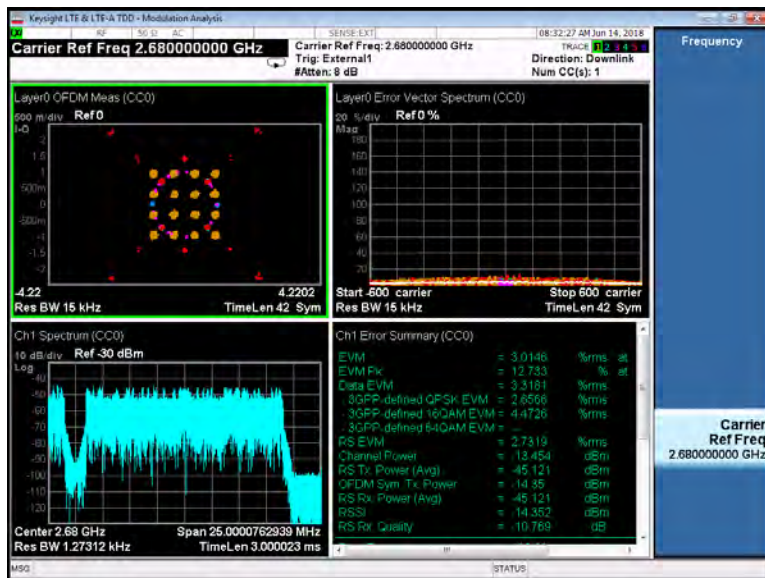 Keysight LTE & LTE-A TDD - Modulation Analysis
RF 50 Ω AC SENSE:EXT 08:32:27 AM Jun 14, 2018
Carrier Ref Freq 2.680000000 GHz
Carrier Ref Freq: 2.680000000 GHz
Trig: External1
#Atten: 8 dB
TRACE 1 2 3 4 5 6
Direction: Downlink
Num CC(s): 1
Frequency
Layer0 OFDM Meas (CC0)
500 m/div Ref 0
I-Q
2
1.5
1
500m
0
-500m
-1
-1.5
-2
-4.22 4.2202
Res BW 15 kHz TimeLen 42 Sym
Layer0 Error Vector Spectrum (CC0)
20 %/div Ref 0 %
Mag
180
160
140
120
100
80
60
40
20
Start -600 carrier Stop 600 carrier
Res BW 15 kHz TimeLen 42 Sym
Ch1 Spectrum (CC0)
10 dB/div Ref -30 dBm
Log
-40
-50
-60
-70
-80
-90
-100
-110
-120
Center 2.68 GHz Span 25.0000762939 MHz
Res BW 1.27312 kHz TimeLen 3.000023 ms
Ch1 Error Summary (CC0)
EVM = 3.0146 %rms at
EVM Pk = 12.733 % at
Data EVM = 3.3181 %rms
- 3GPP-defined QPSK EVM = 2.6566 %rms
- 3GPP-defined 16QAM EVM = 4.4726 %rms
- 3GPP-defined 64QAM EVM = ---
RS EVM = 2.7319 %rms
Channel Power = -13.454 dBm
RS Tx. Power (Avg) = -45.121 dBm
OFDM Sym. Tx. Power = -14.35 dBm
RS Rx. Power (Avg) = -45.121 dBm
RSSI = -14.352 dBm
RS Rx. Quality = -10.769 dB
Carrier
Ref Freq
2.680000000 GHz
MSG STATUS